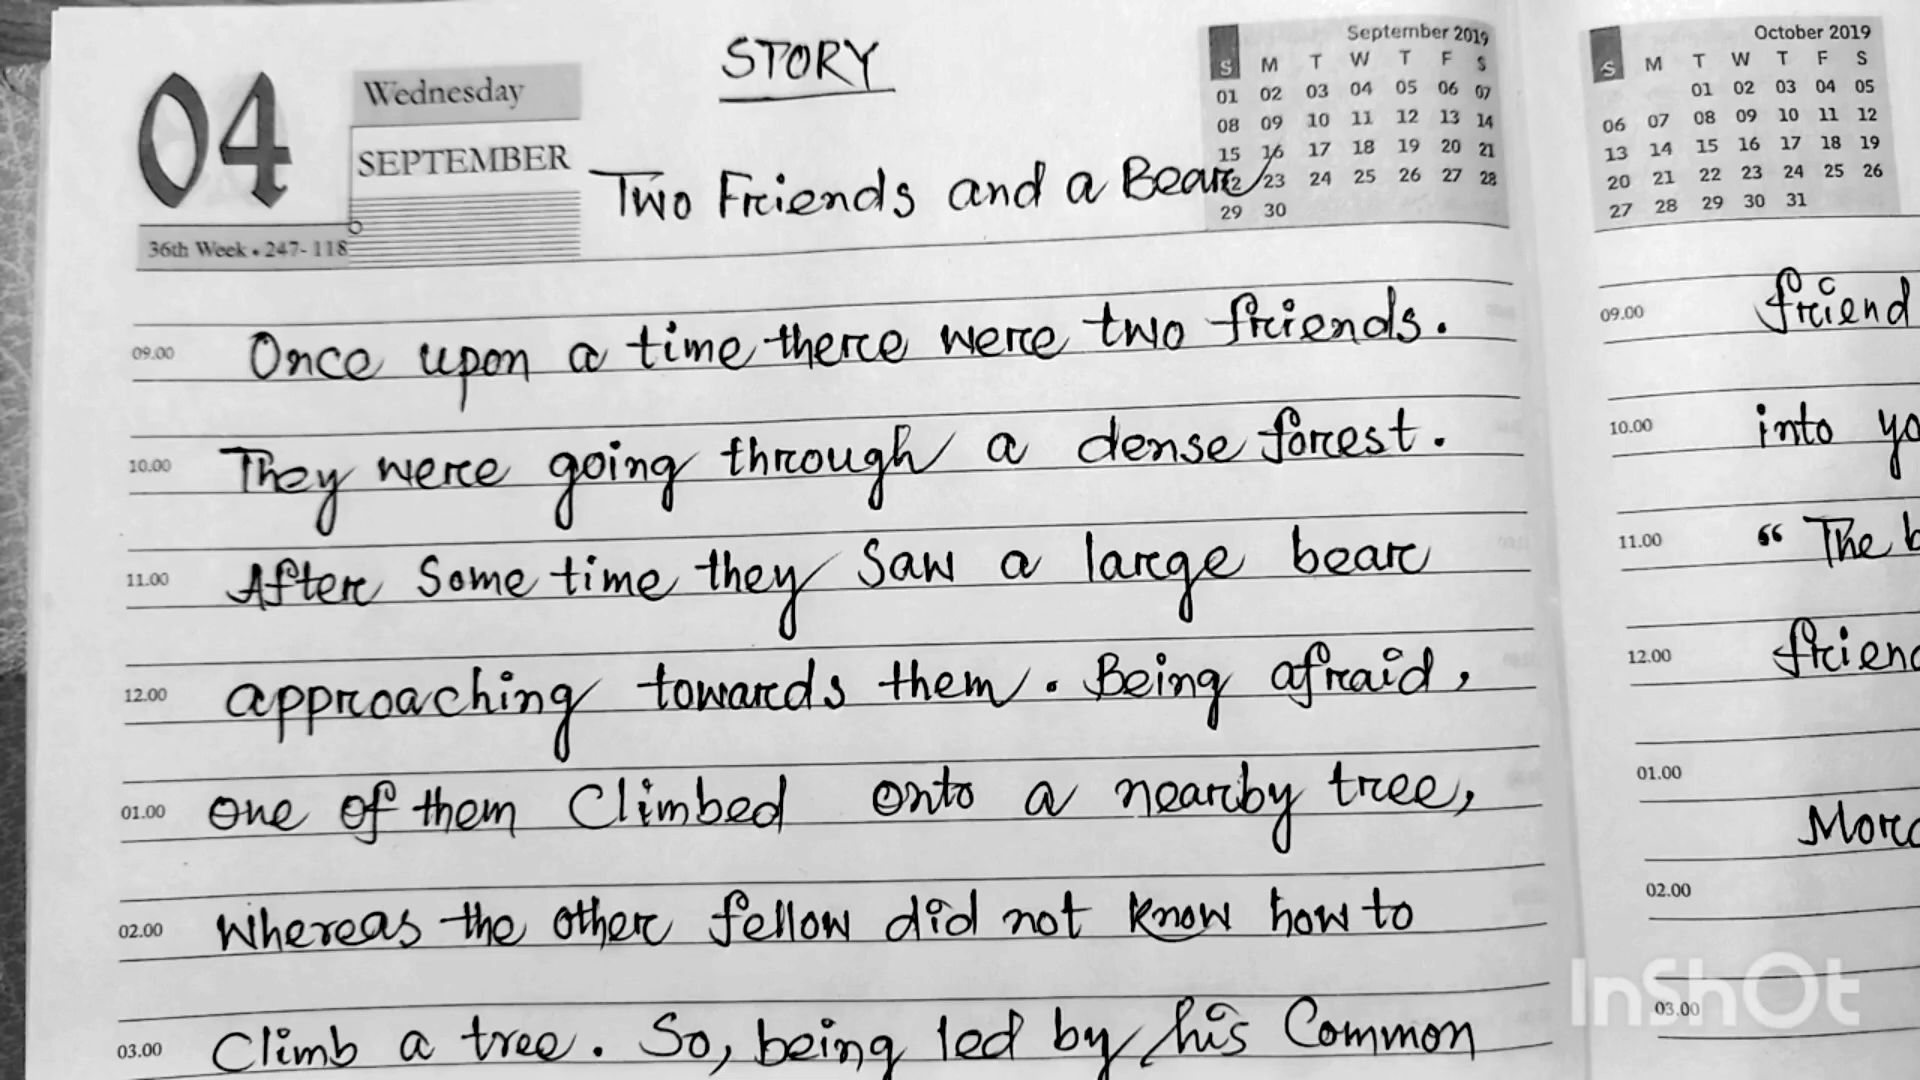 STORY
04
Wednesday
SEPTEMBER
36th Week • 247-118
Two Friends and a Bear
September 2019
S M T W T F S
01 02 03 04 05 06 07
08 09 10 11 12 13 14
15 16 17 18 19 20 21
22 23 24 25 26 27 28
29 30
09.00 Once upon a time there were two friends.
10.00 They were going through a dense forest.
11.00 After Some time they Saw a large bear
12.00 approaching towards them. Being afraid,
01.00 one of them Climbed onto a nearby tree,
02.00 Whereas the other fellow did not know how to
03.00 Climb a tree. So, being led by his Common
October 2019
S M T W T F S
01 02 03 04 05
06 07 08 09 10 11 12
13 14 15 16 17 18 19
20 21 22 23 24 25 26
27 28 29 30 31
09.00 friend
10.00 into yo
11.00 “ The b
12.00 frien
01.00
Mor
02.00
03.00
InShOt